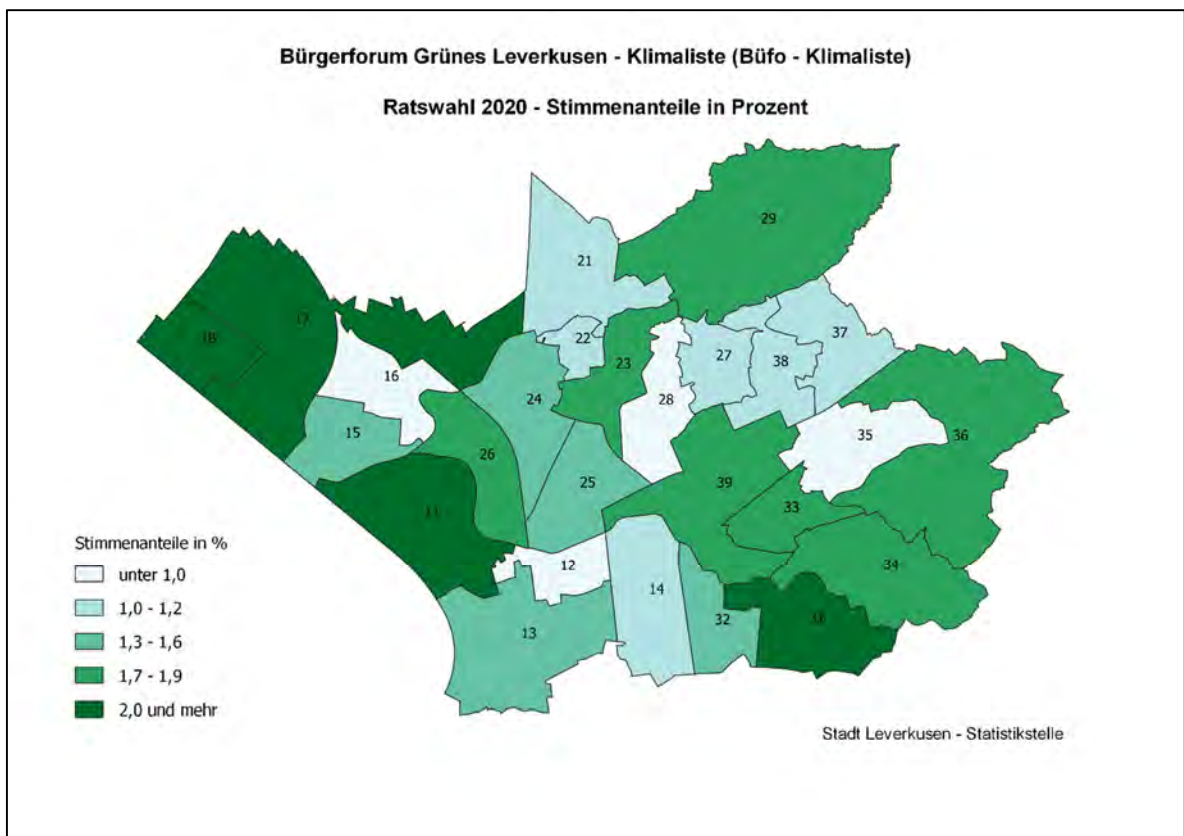 Bürgerforum Grünes Leverkusen - Klimaliste (Büfo - Klimaliste)
Ratswahl 2020 - Stimmenanteile in Prozent
29
21
17
18
22
37
23
27
38
16
24
28
15
35
36
26
25
39
11
33
12
34
14
32
31
13
Stimmenanteile in %
unter 1,0
1,0 - 1,2
1,3 - 1,6
1,7 - 1,9
2,0 und mehr
Stadt Leverkusen - Statistikstelle